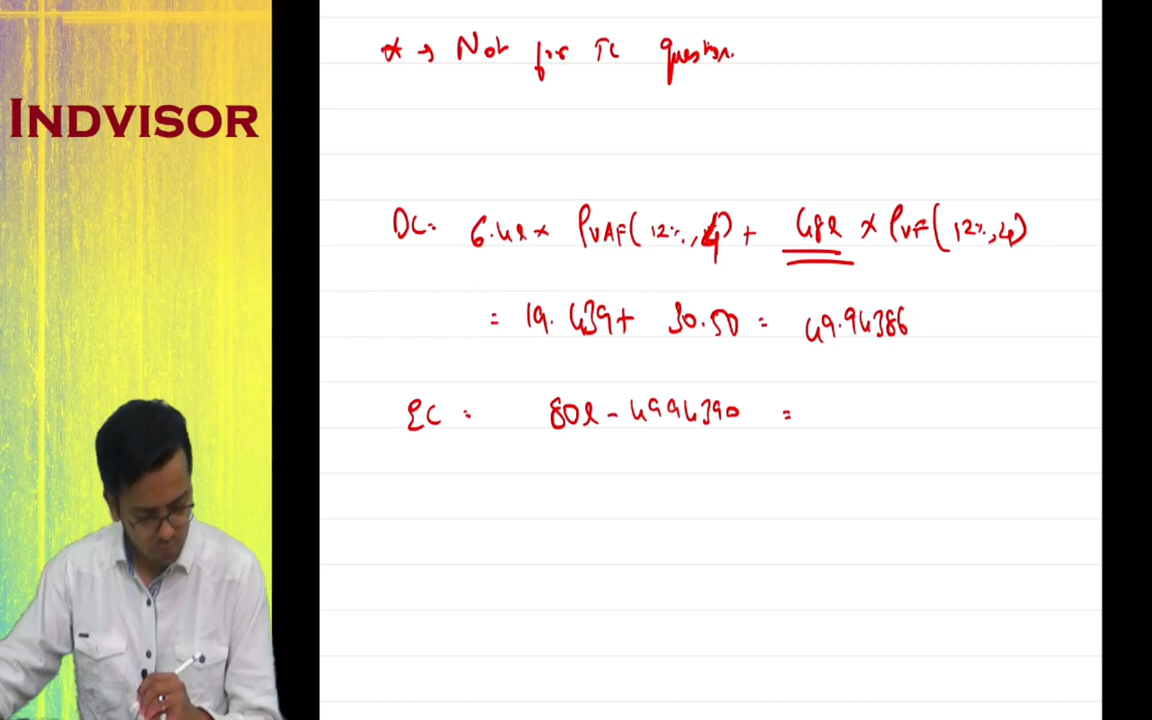 INDVISOR
* → Not for TC question.
DC = 6.4l × PVAF (12%, 4) + 48l × PVF (12%, 4)
= 19.439 + 30.50 = 49.94386
EC = 80l - 4994390 =